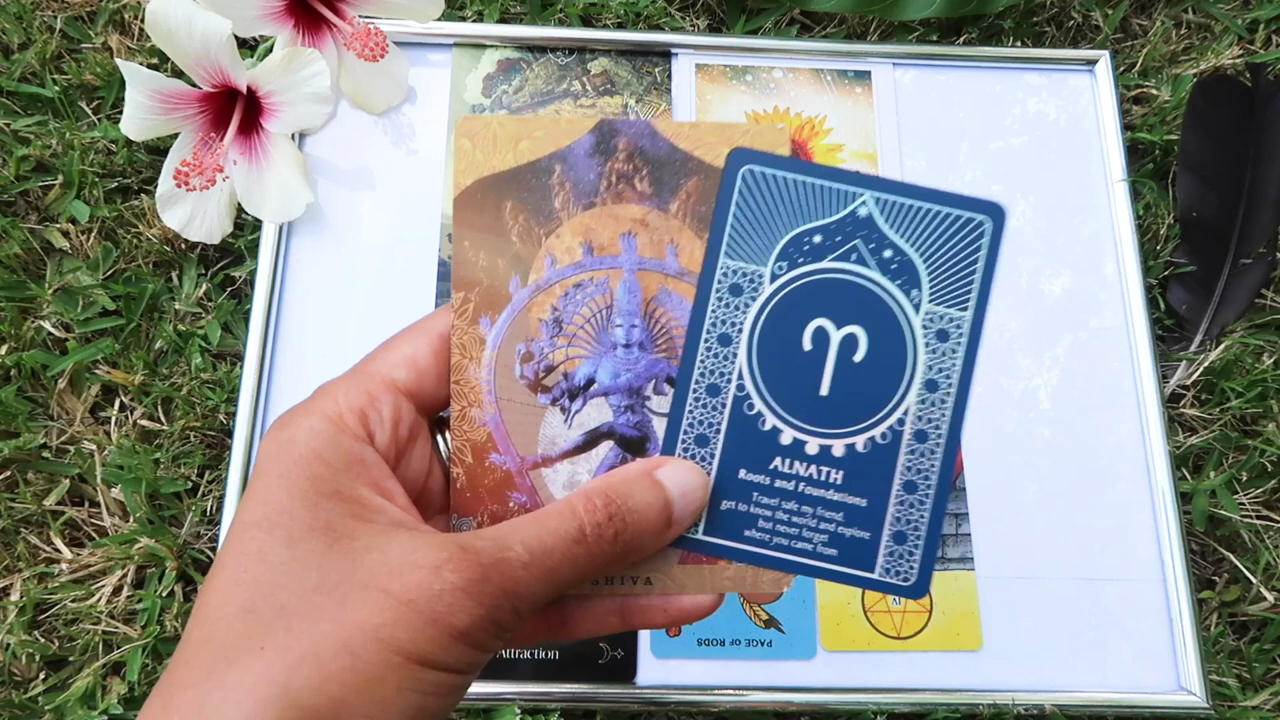 ALNATH
Roots and Foundations
Travel safe my friend,
get to know the world and explore
but never forget
where you came from
SHIVA
PAGE OF RODS
IV
Attraction